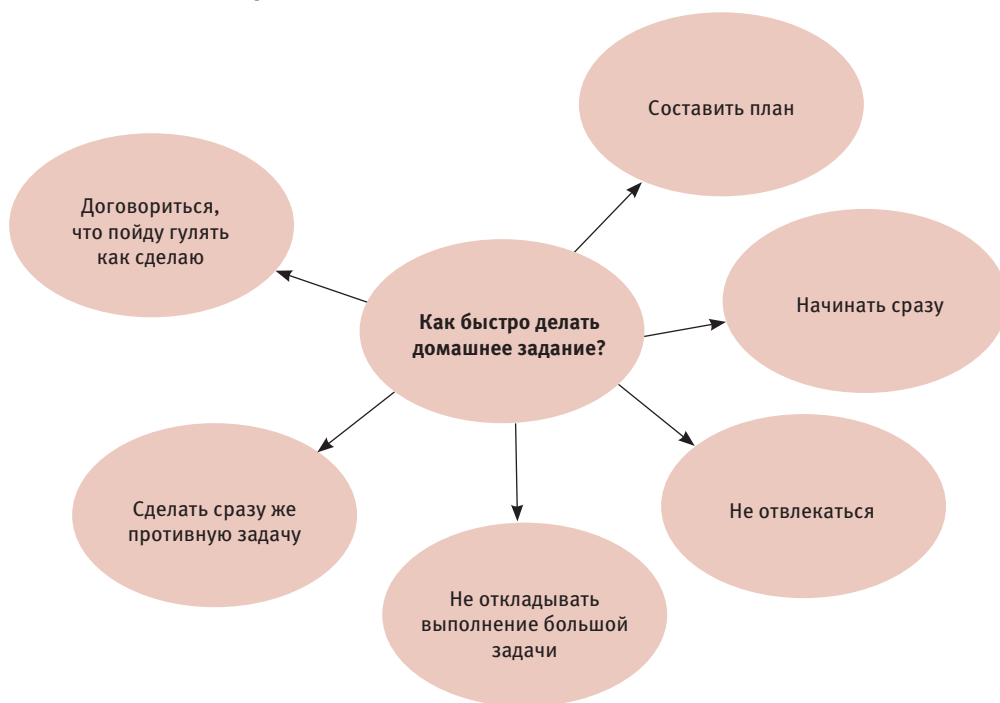 Составить план
Договориться,
что пойду гулять
как сделаю
Начинать сразу
Как быстро делать
домашнее задание?
Не отвлекаться
Сделать сразу же
противную задачу
Не откладывать
выполнение большой
задачи